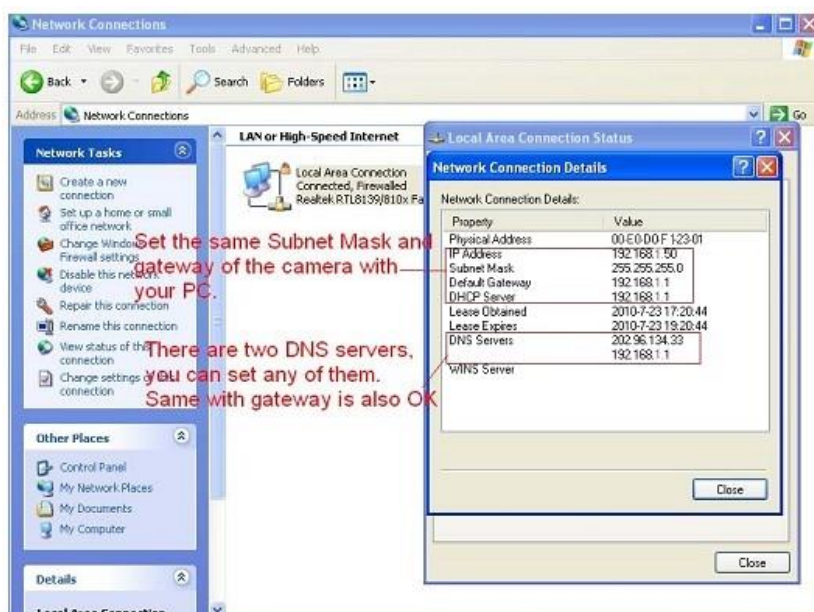 Network Connections
File Edit View Favorites Tools Advanced Help
Back Search Folders
Address Network Connections Go
Network Tasks
Create a new
connection
Set up a home or small
office network
Change Windows
Firewall settings
Disable this network
device
Repair this connection
Rename this connection
View status of this
connection
Change settings of this
connection
Other Places
Control Panel
My Network Places
My Documents
My Computer
Details
Local Area Connection
LAN or High-Speed Internet
Local Area Connection
Connected, Firewalled
Realtek RTL8139/810x Fa
Set the same Subnet Mask and
gateway of the camera with
your PC.
There are two DNS servers,
you can set any of them.
Same with gateway is also OK
Local Area Connection Status
Network Connection Details
Network Connection Details:
Property Value
Physical Address 00-E0-D0-F1-23-01
IP Address 192.168.1.50
Subnet Mask 255.255.255.0
Default Gateway 192.168.1.1
DHCP Server 192.168.1.1
Lease Obtained 2010-7-23 17:20:44
Lease Expires 2010-7-23 19:20:44
DNS Servers 202.96.134.33
192.168.1.1
WINS Server
Close
Close